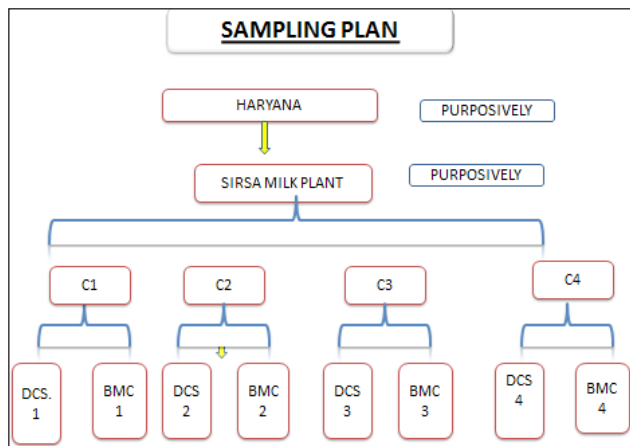 SAMPLING PLAN
HARYANA
PURPOSIVELY
SIRSA MILK PLANT
PURPOSIVELY
C1
C2
C3
C4
DCS.
1
BMC
1
DCS
2
BMC
2
DCS
3
BMC
3
DCS
4
BMC
4